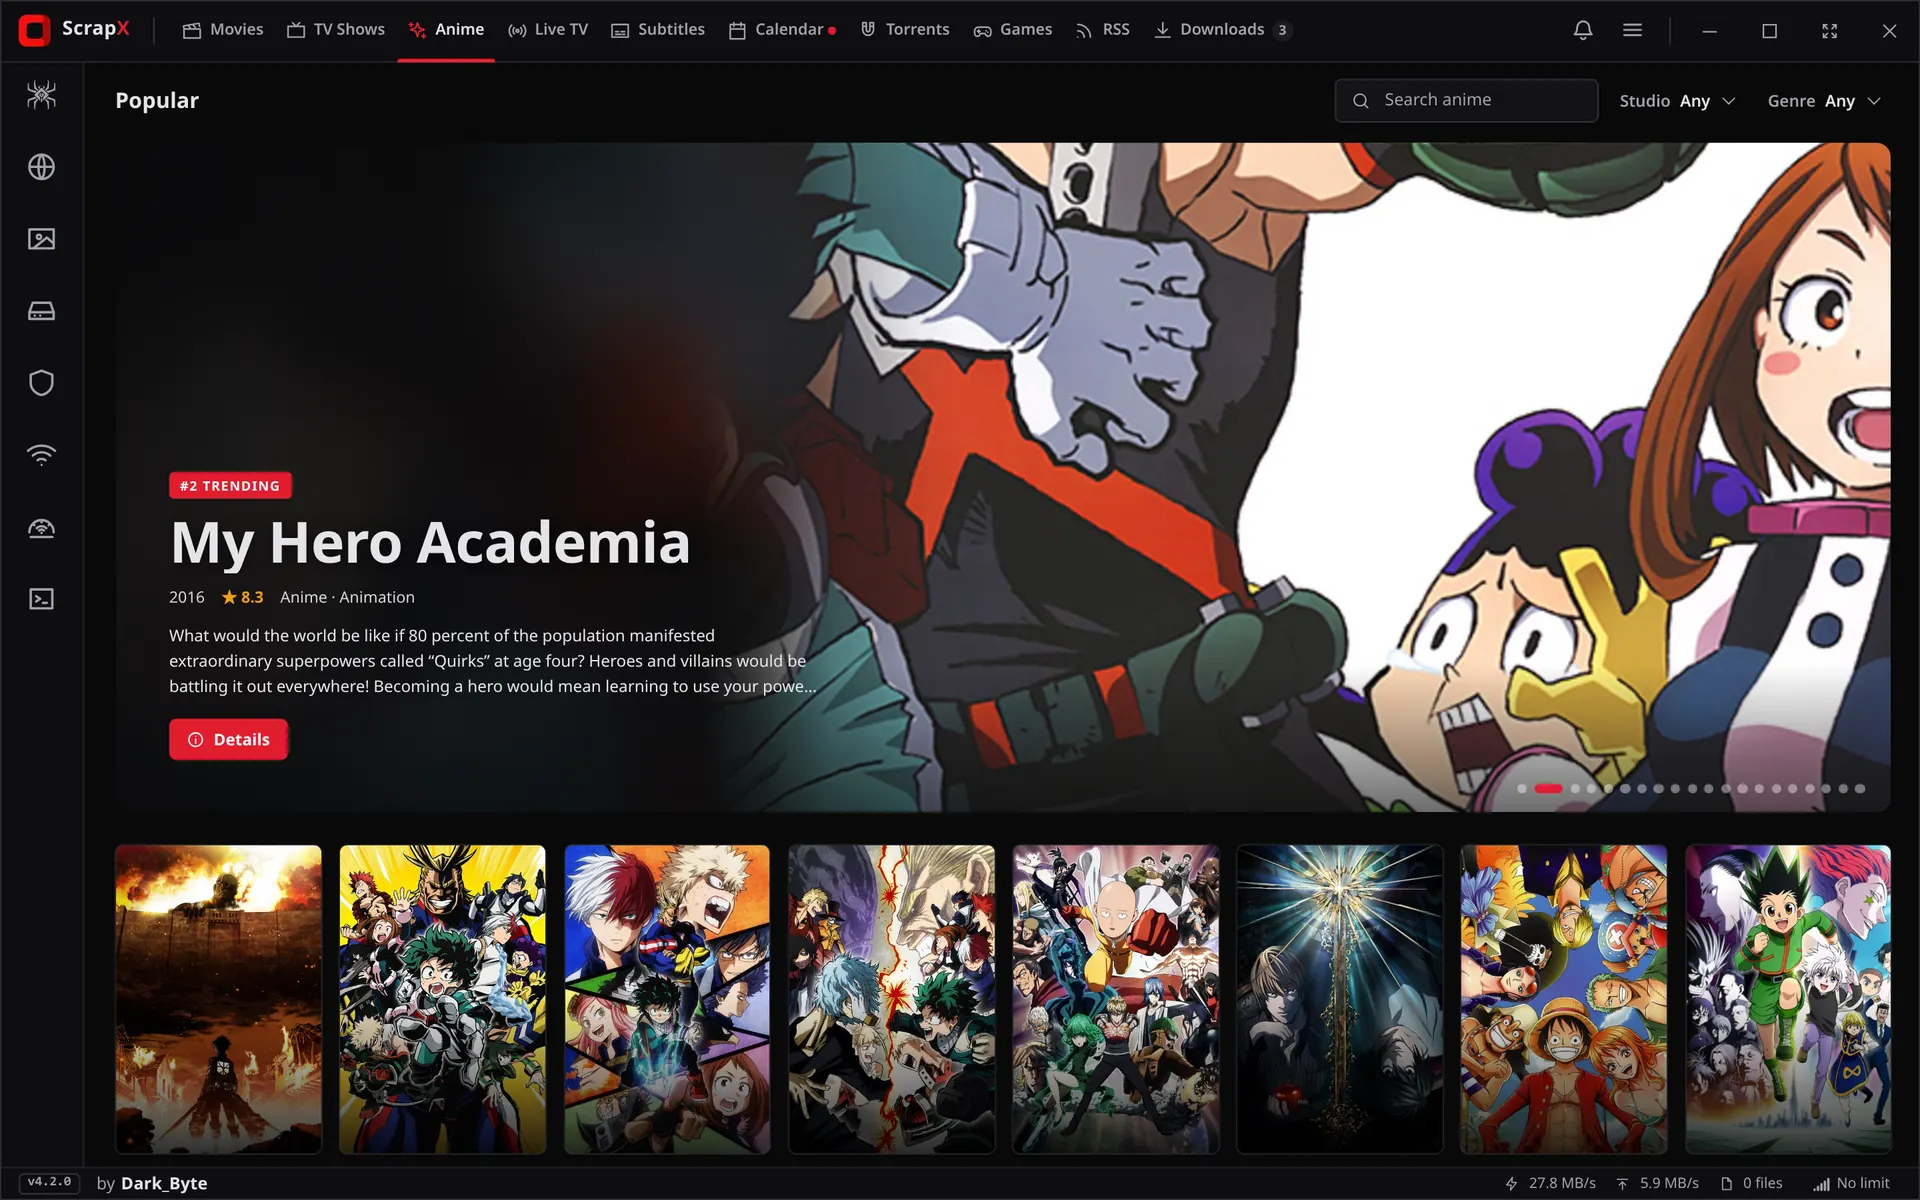 ScrapX
Movies
TV Shows
Anime
Live TV
Subtitles
Calendar
Torrents
Games
RSS
Downloads 3
Popular
Search anime
Studio Any
Genre Any
#2 TRENDING
My Hero Academia
2016 8.3 Anime · Animation
What would the world be like if 80 percent of the population manifested
extraordinary superpowers called “Quirks” at age four? Heroes and villains would be
battling it out everywhere! Becoming a hero would mean learning to use your powe...
Details
v4.2.0 by Dark_Byte
27.8 MB/s
5.9 MB/s
0 files
No limit